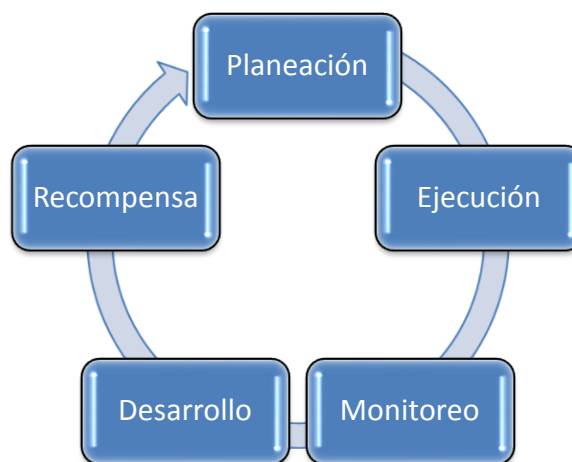 Planeación
Ejecución
Monitoreo
Desarrollo
Recompensa